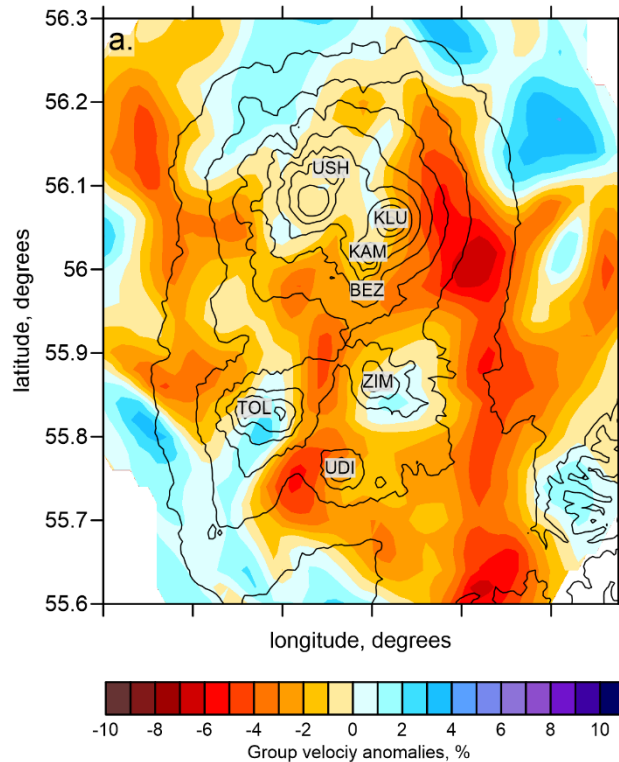 a.
56.3
56.2
56.1
56
55.9
55.8
55.7
55.6
latitude, degrees
USH
KLU
KAM
BEZ
ZIM
TOL
UDI
longitude, degrees
-10 -8 -6 -4 -2 0 2 4 6 8 10
Group velociy anomalies, %